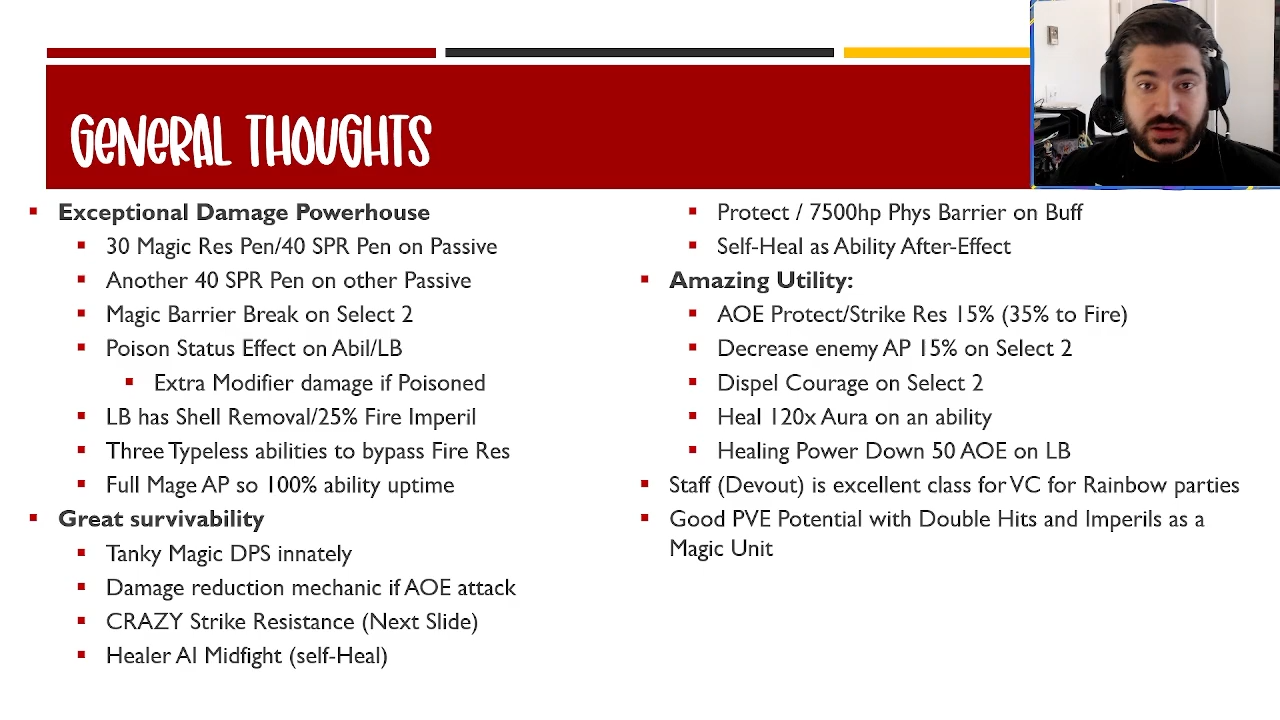 GENERAL THOUGHTS
Exceptional Damage Powerhouse
30 Magic Res Pen/40 SPR Pen on Passive
Another 40 SPR Pen on other Passive
Magic Barrier Break on Select 2
Poison Status Effect on Abil/LB
Extra Modifier damage if Poisoned
LB has Shell Removal/25% Fire Imperil
Three Typeless abilities to bypass Fire Res
Full Mage AP so 100% ability uptime
Great survivability
Tanky Magic DPS innately
Damage reduction mechanic if AOE attack
CRAZY Strike Resistance (Next Slide)
Healer AI Midfight (self-Heal)
Protect / 7500hp Phys Barrier on Buff
Self-Heal as Ability After-Effect
Amazing Utility:
AOE Protect/Strike Res 15% (35% to Fire)
Decrease enemy AP 15% on Select 2
Dispel Courage on Select 2
Heal 120x Aura on an ability
Healing Power Down 50 AOE on LB
Staff (Devout) is excellent class for VC for Rainbow parties
Good PVE Potential with Double Hits and Imperils as a
Magic Unit